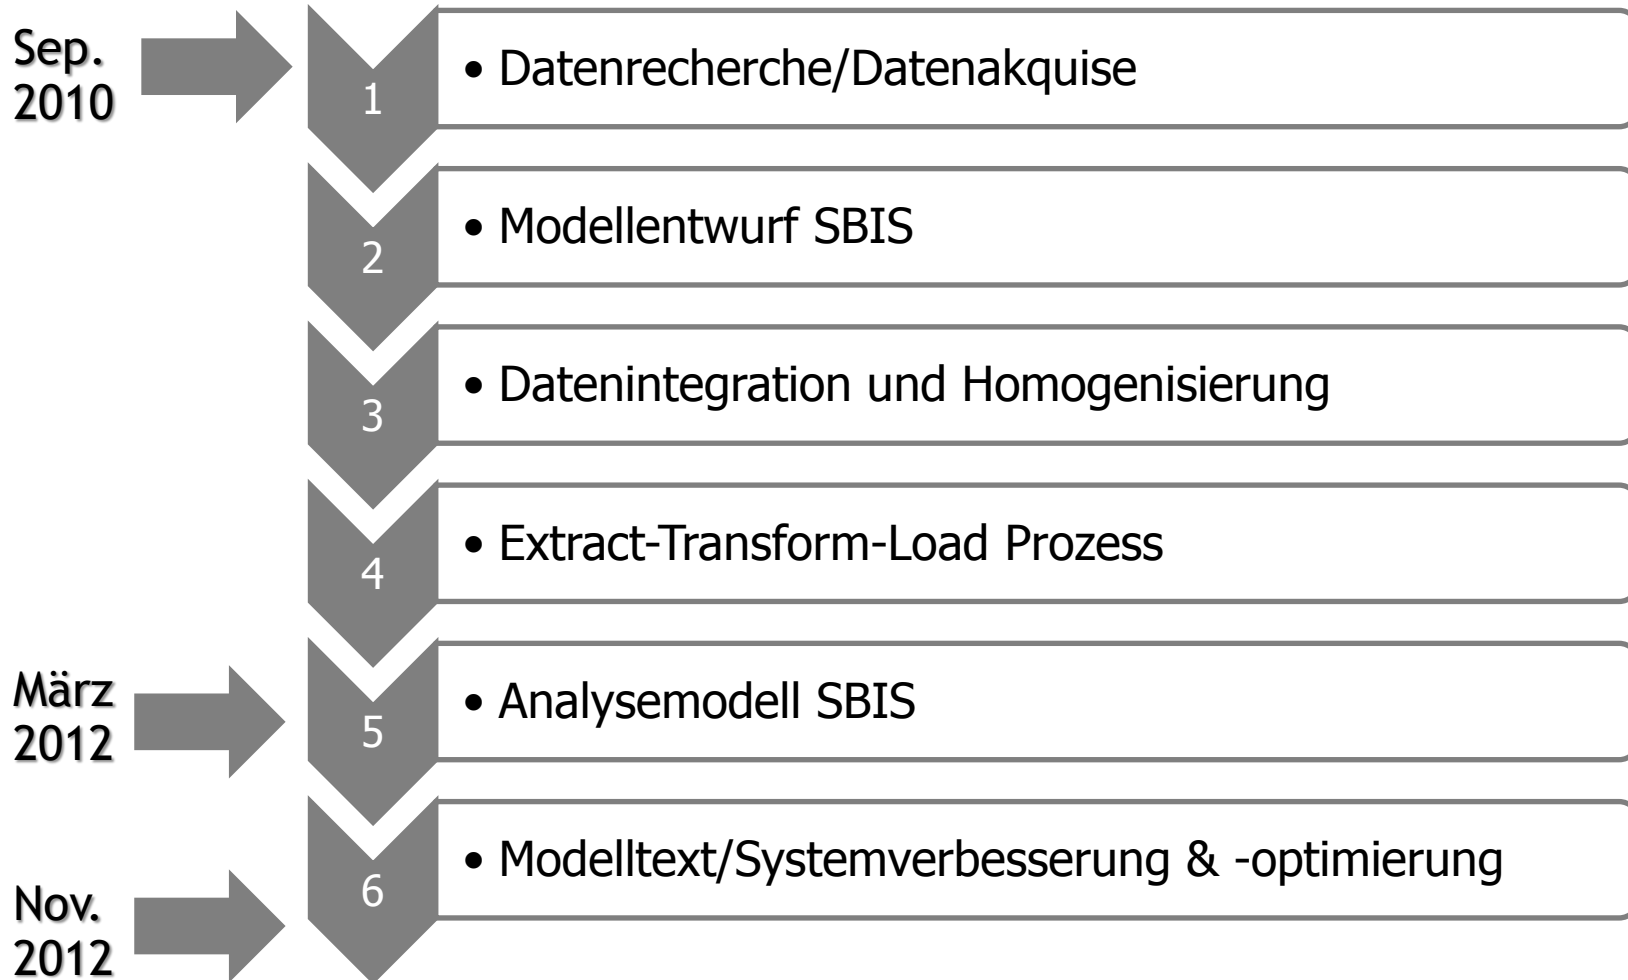 Sep.
2010
1
• Datenrecherche/Datenakquise
2
• Modellentwurf SBIS
3
• Datenintegration und Homogenisierung
4
• Extract-Transform-Load Prozess
März
2012
5
• Analysemodell SBIS
6
• Modelltext/Systemverbesserung & -optimierung
Nov.
2012